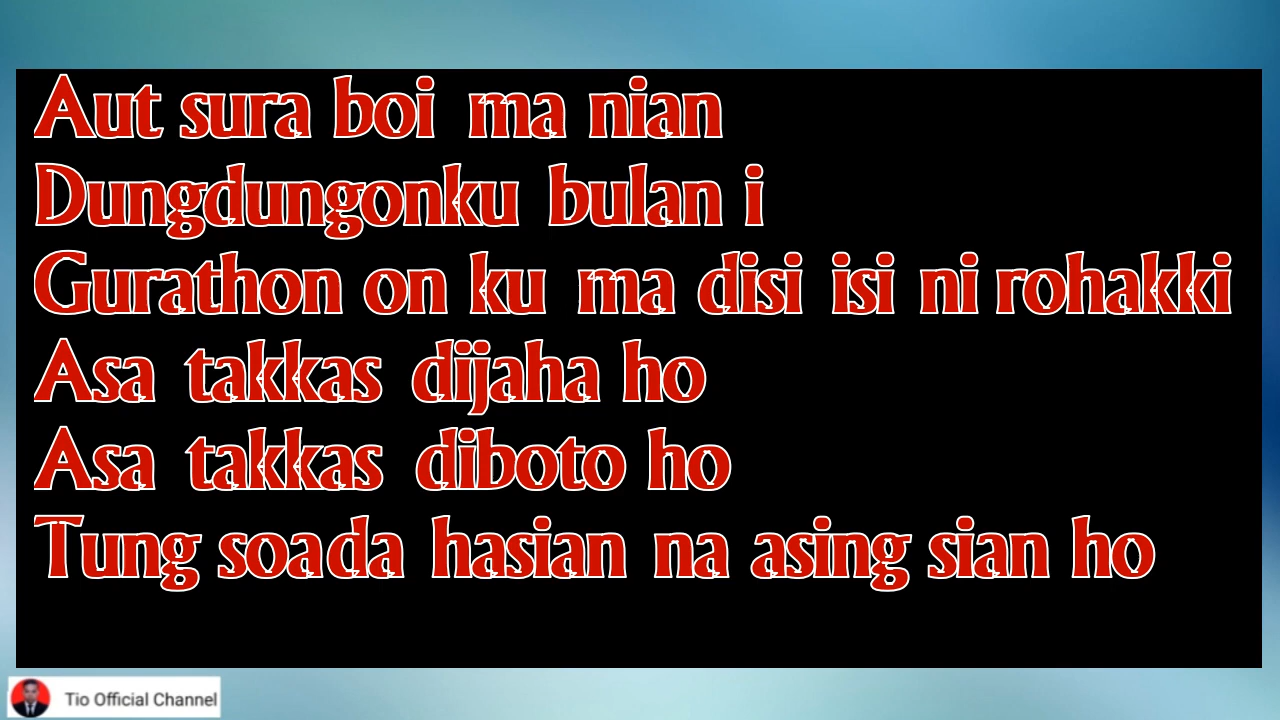 Aut sura boi ma nian
Dungdungonku bulan i
Gurathon on ku ma disi isi ni rohakki
Asa takkas dijaha ho
Asa takkas diboto ho
Tung soada hasian na asing sian ho
Tio Official Channel